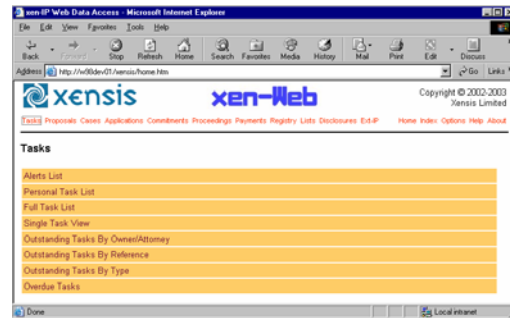 xen-IP Web Data Access - Microsoft Internet Explorer
File Edit View Favorites Tools Help
Back Forward Stop Refresh Home Search Favorites Media History Mail Print Edit Discuss
Address http://w98dev01/xensis/home.htm Go Links
xensis xen-Web Copyright © 2002-2003
Xensis Limited
Tasks Proposals Cases Applications Commitments Proceedings Payments Registry Lists Disclosures Ext-IP Home Index Options Help About
Tasks
Alerts List
Personal Task List
Full Task List
Single Task View
Outstanding Tasks By Owner/Attorney
Outstanding Tasks By Reference
Outstanding Tasks By Type
Overdue Tasks
Done Local intranet